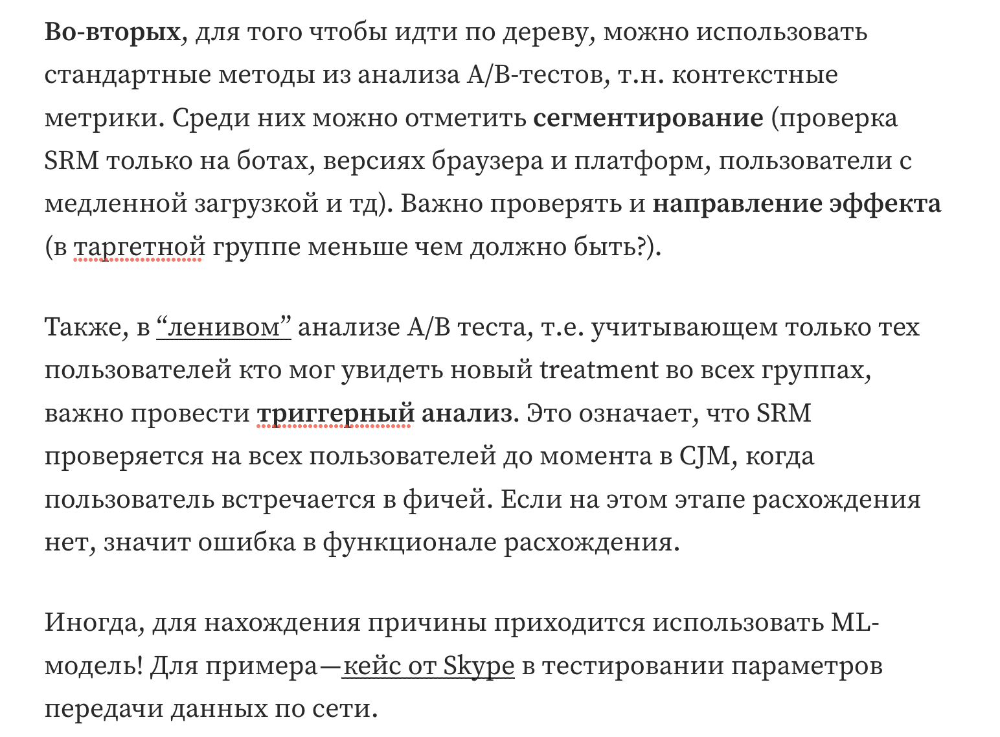 Во-вторых, для того чтобы идти по дереву, можно использовать
стандартные методы из анализа A/B-тестов, т.н. контекстные
метрики. Среди них можно отметить сегментирование (проверка
SRM только на ботах, версиях браузера и платформ, пользователи с
медленной загрузкой и тд). Важно проверять и направление эффекта
(в таргетной группе меньше чем должно быть?).
Также, в “ленивом” анализе A/B теста, т.е. учитывающем только тех
пользователей кто мог увидеть новый treatment во всех группах,
важно провести триггерный анализ. Это означает, что SRM
проверяется на всех пользователей до момента в CJM, когда
пользователь встречается в фичей. Если на этом этапе расхождения
нет, значит ошибка в функционале расхождения.
Иногда, для нахождения причины приходится использовать ML-
модель! Для примера — кейс от Skype в тестировании параметров
передачи данных по сети.